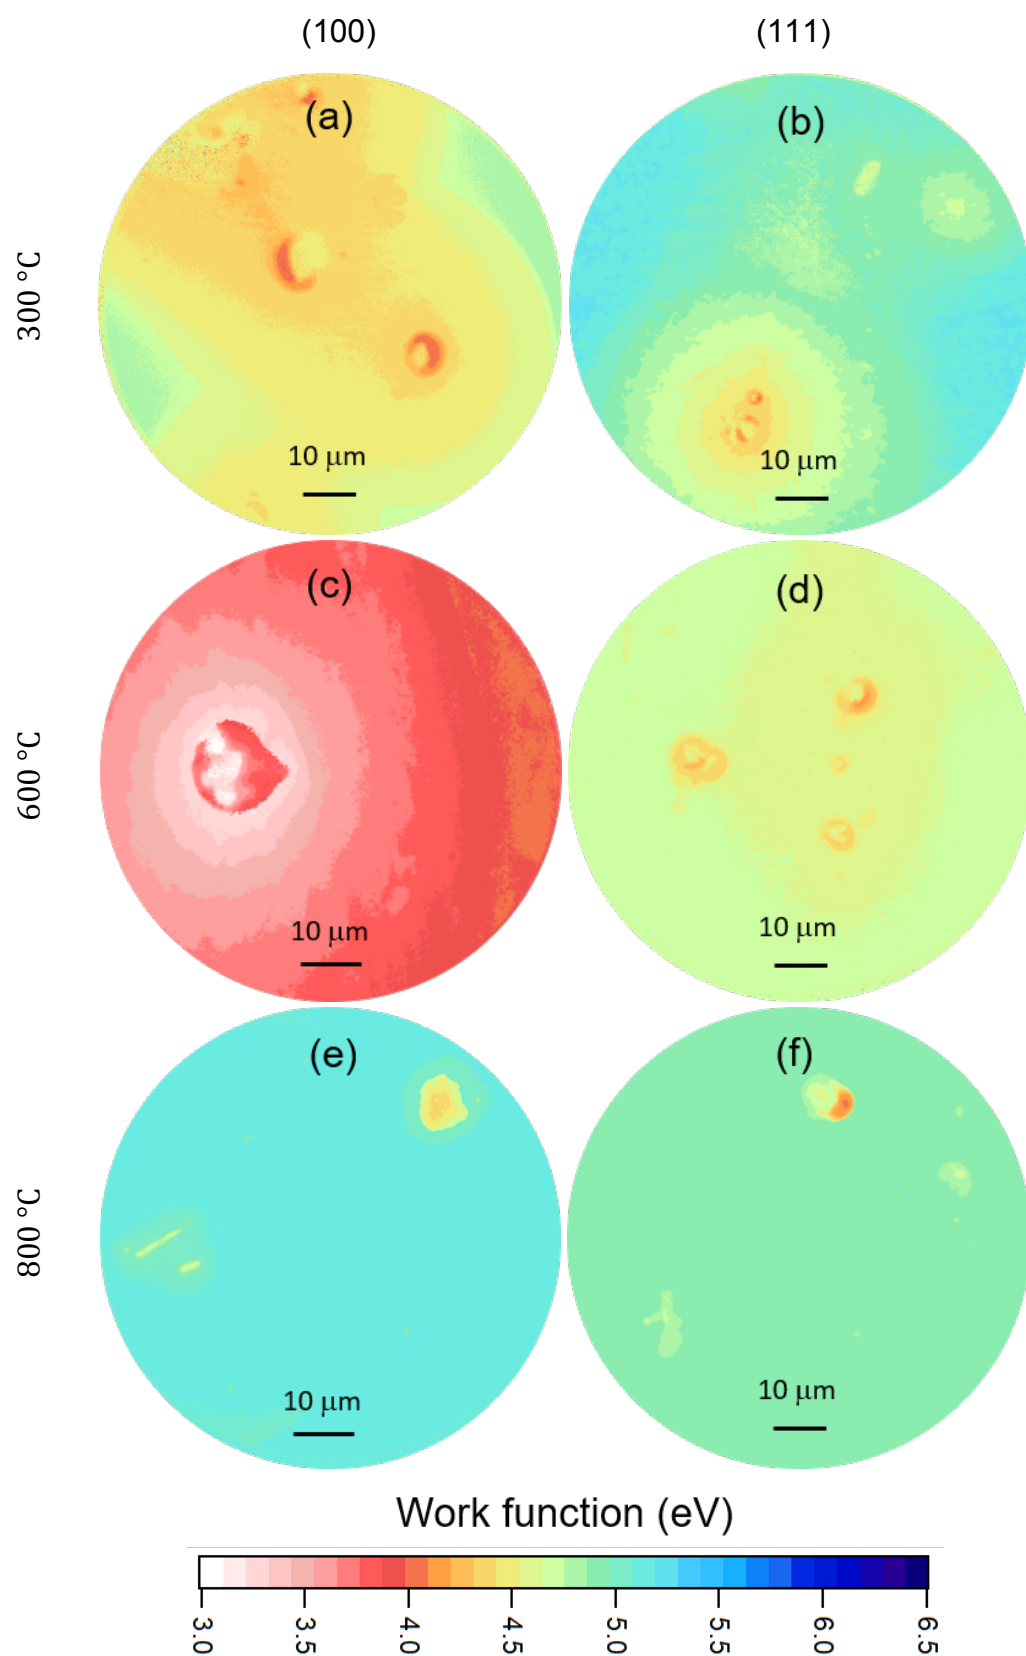 (100) (111)
300 °C
(a)
(b)
10 μm
10 μm
600 °C
(c)
(d)
10 μm
10 μm
800 °C
(e)
(f)
10 μm
10 μm
Work function (eV)
3.0 3.5 4.0 4.5 5.0 5.5 6.0 6.5